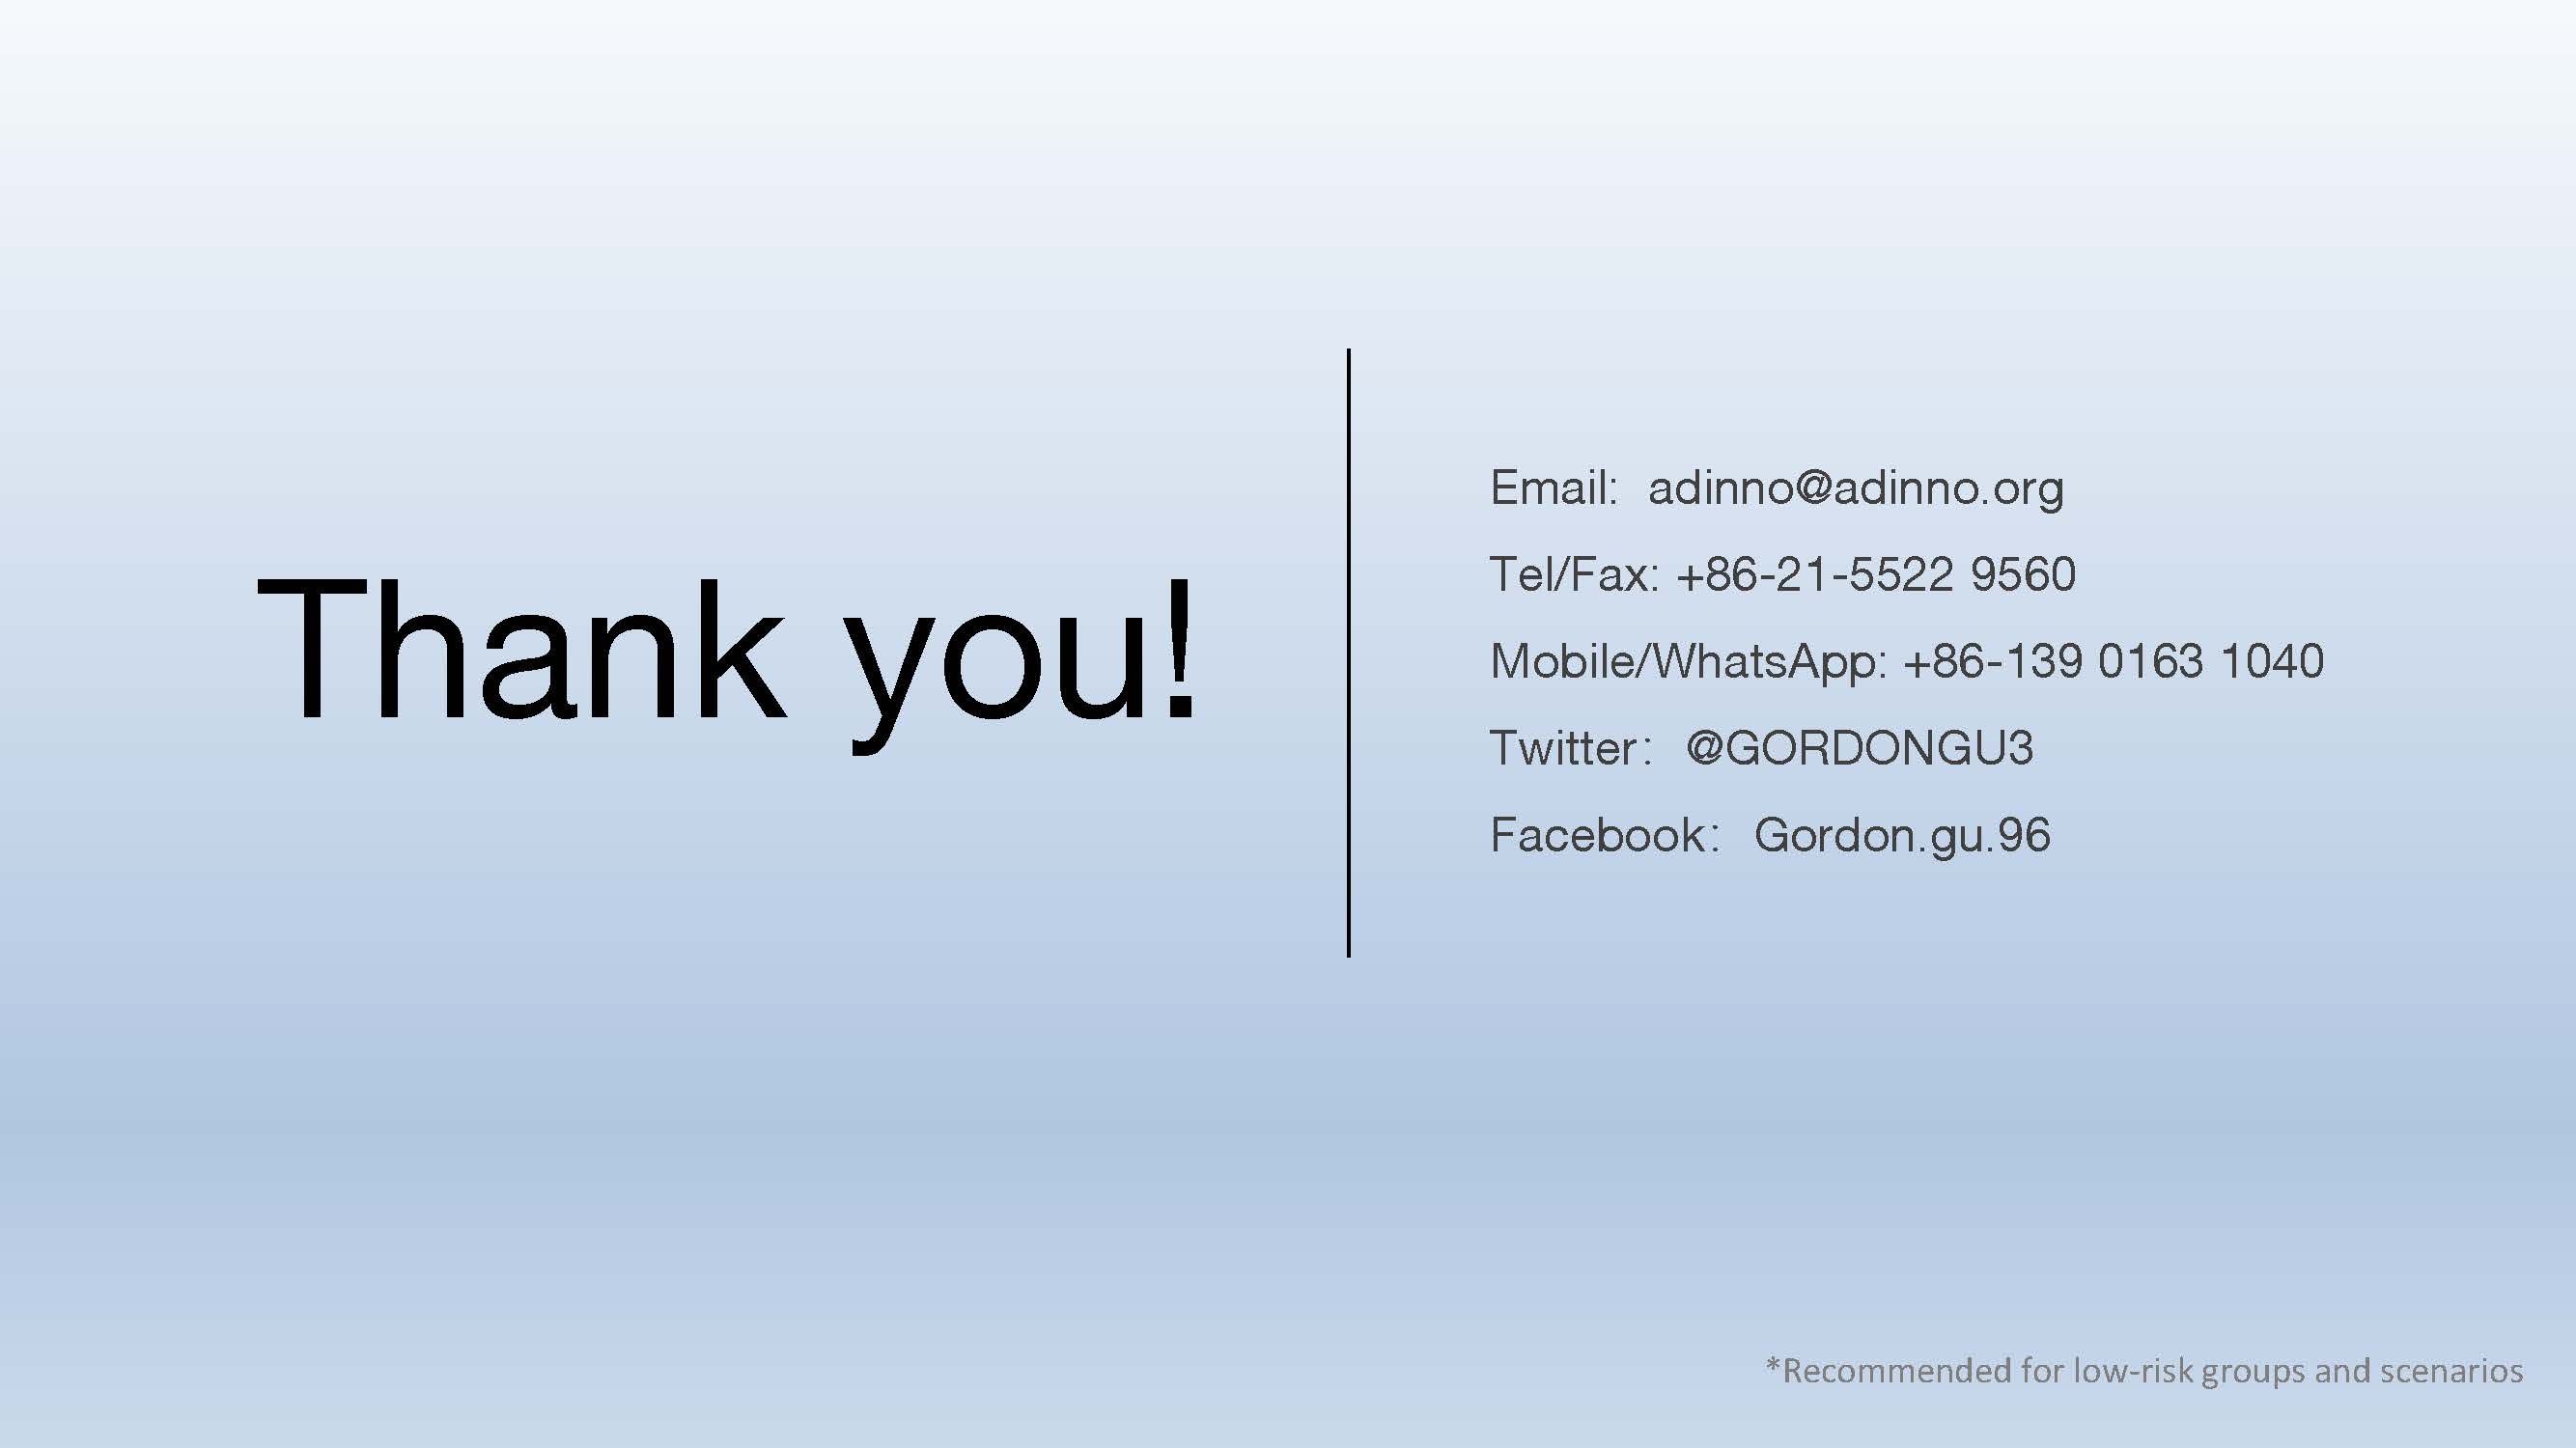 Thank you!
Email: adinno@adinno.org
Tel/Fax: +86-21-5522 9560
Mobile/WhatsApp: +86-139 0163 1040
Twitter： @GORDONGU3
Facebook： Gordon.gu.96
*Recommended for low-risk groups and scenarios